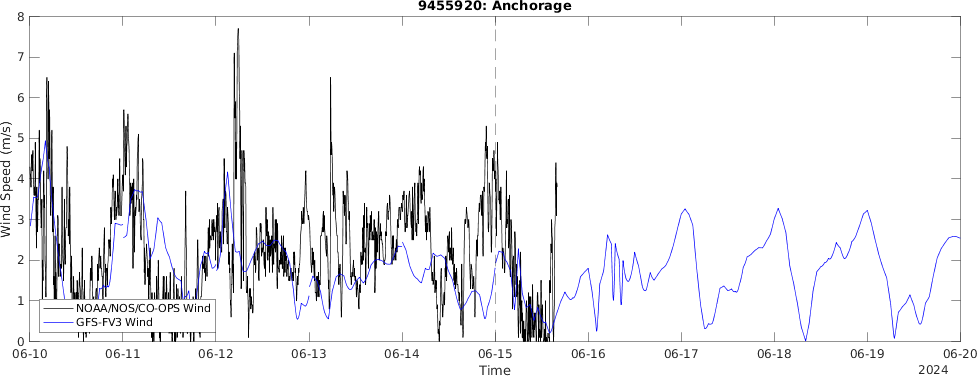 9455920: Anchorage
Wind Speed (m/s)
8
7
6
5
4
3
2
1
0
NOAA/NOS/CO-OPS Wind
GFS-FV3 Wind
06-10 06-11 06-12 06-13 06-14 06-15 06-16 06-17 06-18 06-19 06-20
Time
2024